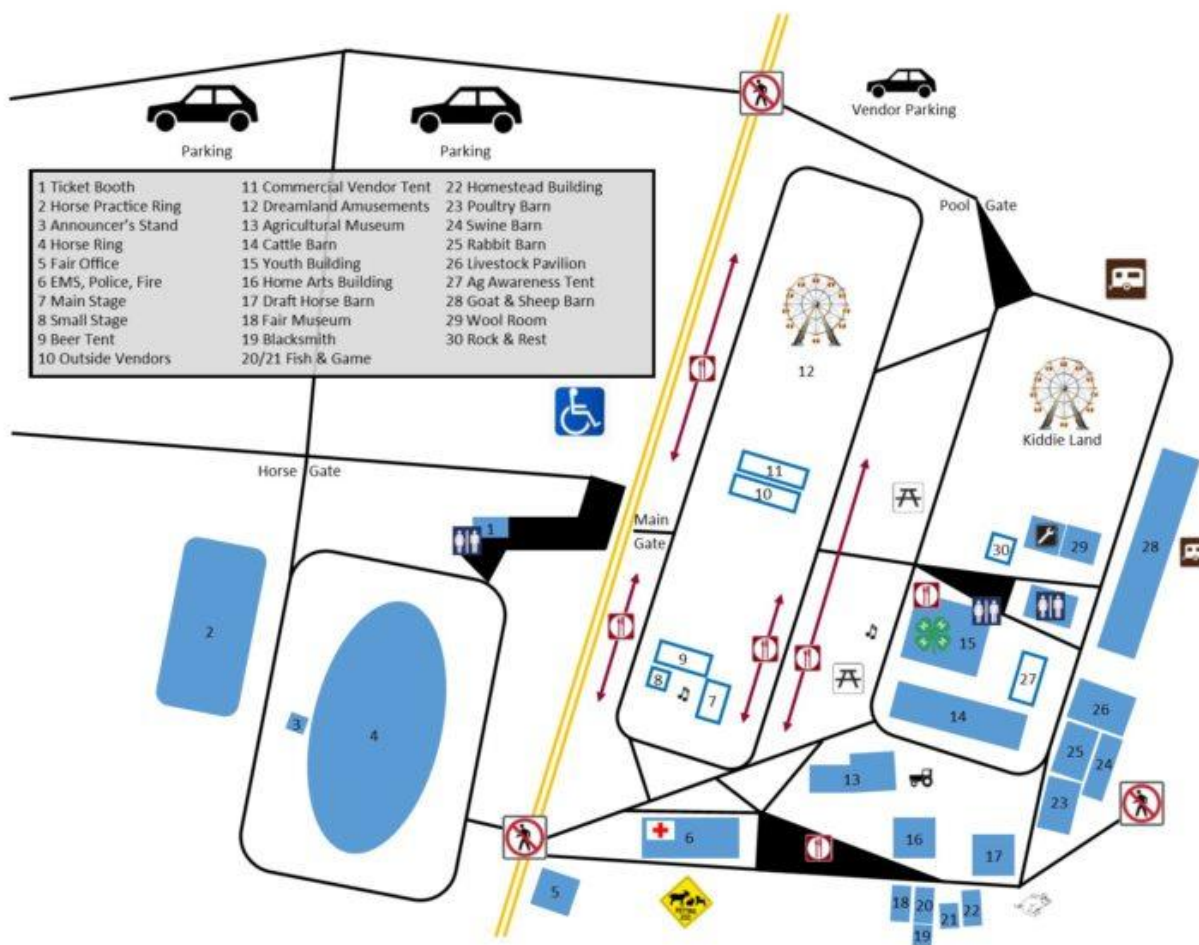 Parking
Parking
Vendor Parking
1 Ticket Booth
2 Horse Practice Ring
3 Announcer's Stand
4 Horse Ring
5 Fair Office
6 EMS, Police, Fire
7 Main Stage
8 Small Stage
9 Beer Tent
10 Outside Vendors
11 Commercial Vendor Tent
12 Dreamland Amusements
13 Agricultural Museum
14 Cattle Barn
15 Youth Building
16 Home Arts Building
17 Draft Horse Barn
18 Fair Museum
19 Blacksmith
20/21 Fish & Game
22 Homestead Building
23 Poultry Barn
24 Swine Barn
25 Rabbit Barn
26 Livestock Pavilion
27 Ag Awareness Tent
28 Goat & Sheep Barn
29 Wool Room
30 Rock & Rest
Pool Gate
12
Kiddie Land
Horse Gate
11
10
Main
Gate
1
30
29
28
2
15
9
8
7
27
14
26
3
4
25
24
13
23
6
16
17
5
18
20
21
22
19
PETTING
ZOO